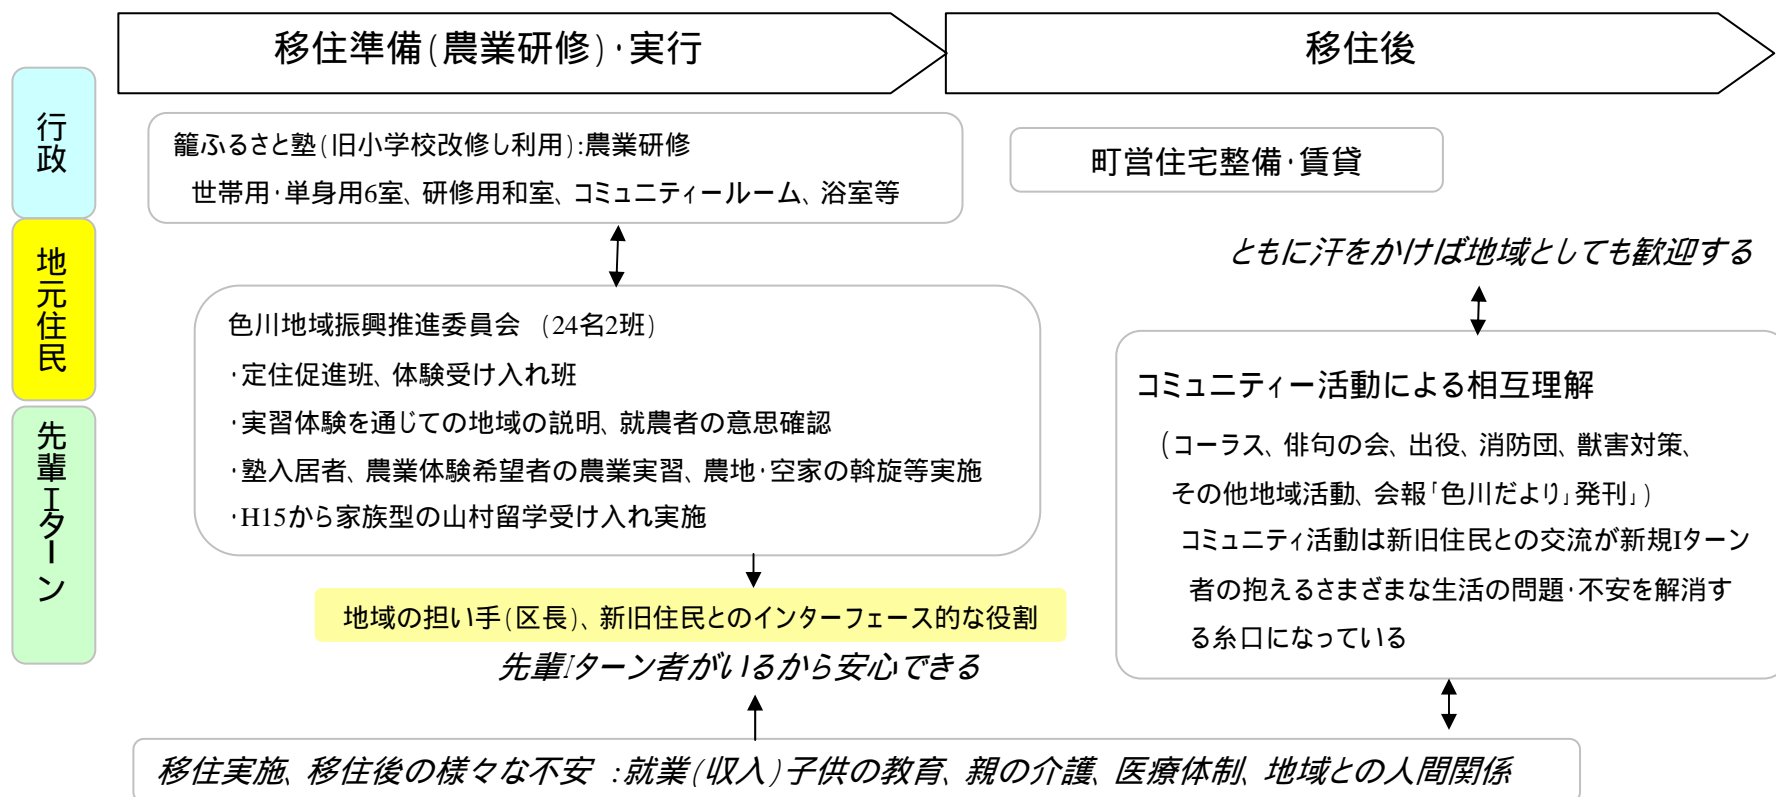 移住準備(農業研修)・実行
移住後
行政
地元住民
先輩Iターン
籠ふるさと塾(旧小学校改修し利用):農業研修
世帯用・単身用6室、研修用和室、コミュニティールーム、浴室等
町営住宅整備・賃貸
ともに汗をかけば地域としても歓迎する
色川地域振興推進委員会 (24名2班)
・定住促進班、体験受け入れ班
・実習体験を通じての地域の説明、就農者の意思確認
・塾入居者、農業体験希望者の農業実習、農地・空家の斡旋等実施
・H15から家族型の山村留学受け入れ実施
コミュニティー活動による相互理解
(コーラス、俳句の会、出役、消防団、獣害対策、
その他地域活動、会報「色川だより」発刊」)
コミュニティ活動は新旧住民との交流が新規Iターン
者の抱えるさまざまな生活の問題・不安を解消す
る糸口になっている
地域の担い手(区長)、新旧住民とのインターフェース的な役割
先輩Iターン者がいるから安心できる
移住実施、移住後の様々な不安 :就業(収入)子供の教育、親の介護、医療体制、地域との人間関係